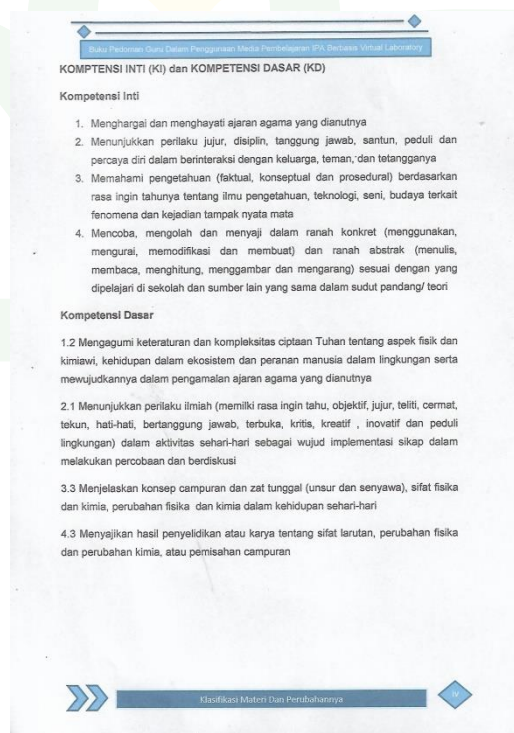 Buku Pedoman Guru Dalam Penggunaan Media Pembelajaran IPA Berbasis Virtual Laboratory
KOMPTENSI INTI (KI) dan KOMPETENSI DASAR (KD)
Kompetensi Inti
1. Menghargai dan menghayati ajaran agama yang dianutnya
2. Menunjukkan perilaku jujur, disiplin, tanggung jawab, santun, peduli dan
percaya diri dalam berinteraksi dengan keluarga, teman, dan tetangganya
3. Memahami pengetahuan (faktual, konseptual dan prosedural) berdasarkan
rasa ingin tahunya tentang ilmu pengetahuan, teknologi, seni, budaya terkait
fenomena dan kejadian tampak nyata mata
4. Mencoba, mengolah dan menyaji dalam ranah konkret (menggunakan,
mengurai, memodifikasi dan membuat) dan ranah abstrak (menulis,
membaca, menghitung, menggambar dan mengarang) sesuai dengan yang
dipelajari di sekolah dan sumber lain yang sama dalam sudut pandang/ teori
Kompetensi Dasar
1.2 Mengagumi keteraturan dan kompleksitas ciptaan Tuhan tentang aspek fisik dan
kimiawi, kehidupan dalam ekosistem dan peranan manusia dalam lingkungan serta
mewujudkannya dalam pengamalan ajaran agama yang dianutnya
2.1 Menunjukkan perilaku ilmiah (memilki rasa ingin tahu, objektif, jujur, teliti, cermat,
tekun, hati-hati, bertanggung jawab, terbuka, kritis, kreatif , inovatif dan peduli
lingkungan) dalam aktivitas sehari-hari sebagai wujud implementasi sikap dalam
melakukan percobaan dan berdiskusi
3.3 Menjelaskan konsep campuran dan zat tunggal (unsur dan senyawa), sifat fisika
dan kimia, perubahan fisika dan kimia dalam kehidupan sehari-hari
4.3 Menyajikan hasil penyelidikan atau karya tentang sifat larutan, perubahan fisika
dan perubahan kimia, atau pemisahan campuran
Klasifikasi Materi Dan Perubahannya
IV